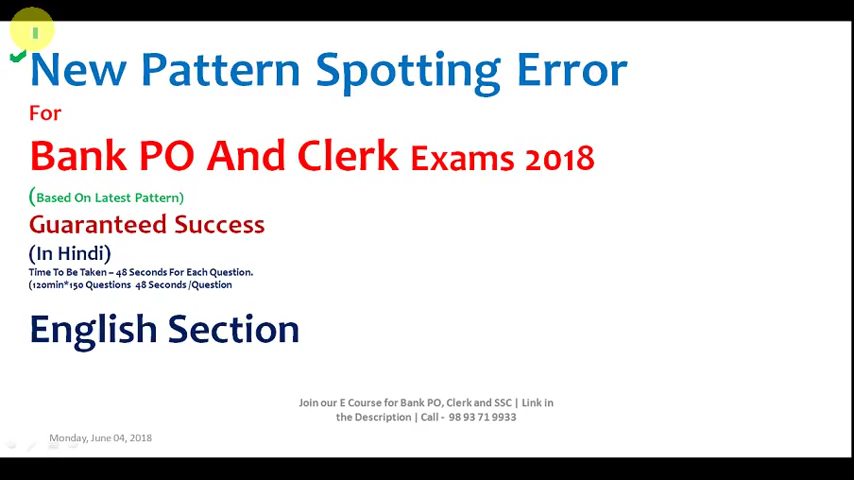 New Pattern Spotting Error
For
Bank PO And Clerk Exams 2018
(Based On Latest Pattern)
Guaranteed Success
(In Hindi)
Time To Be Taken – 48 Seconds For Each Question.
(120min*150 Questions 48 Seconds /Question
English Section
Join our E Course for Bank PO, Clerk and SSC | Link in
the Description | Call - 98 93 71 9933
Monday, June 04, 2018